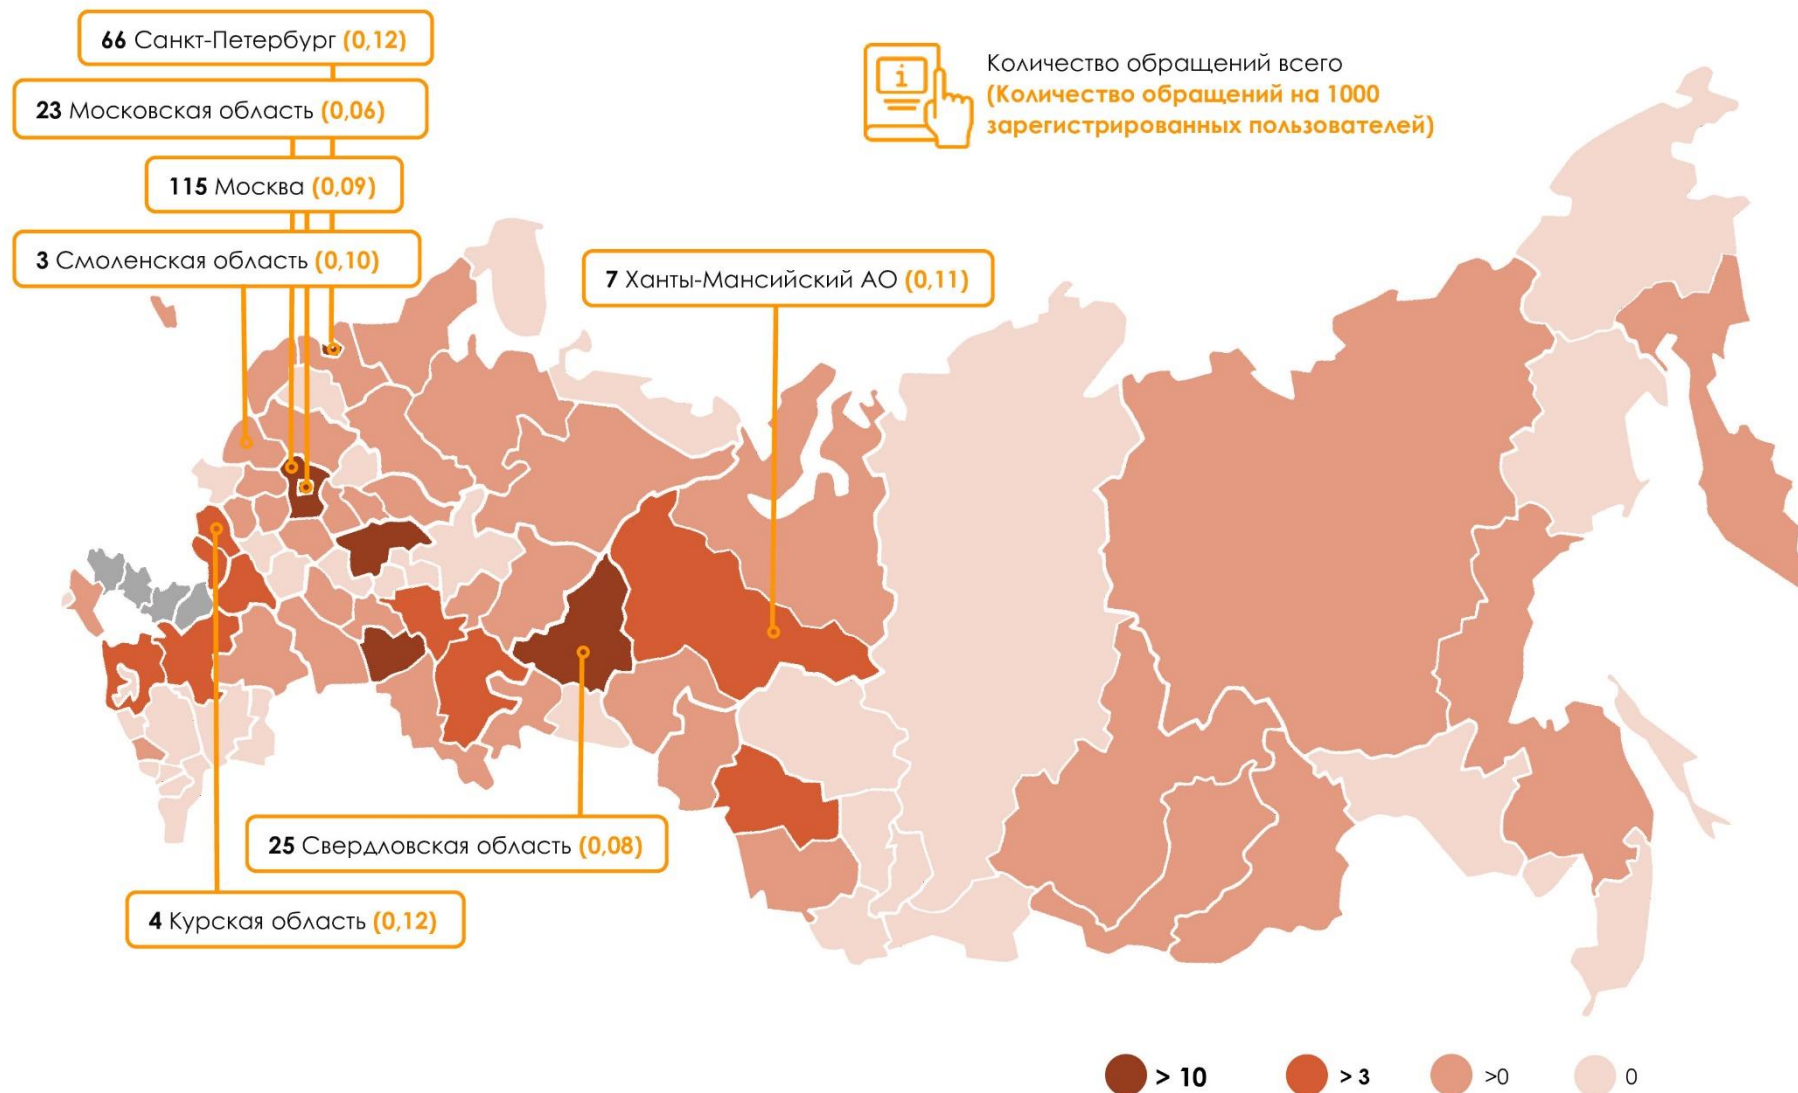 66 Санкт-Петербург (0,12)
23 Московская область (0,06)
115 Москва (0,09)
3 Смоленская область (0,10)
i
Количество обращений всего
(Количество обращений на 1000
зарегистрированных пользователей)
7 Ханты-Мансийский АО (0,11)
25 Свердловская область (0,08)
4 Курская область (0,12)
> 10
> 3
>0
0